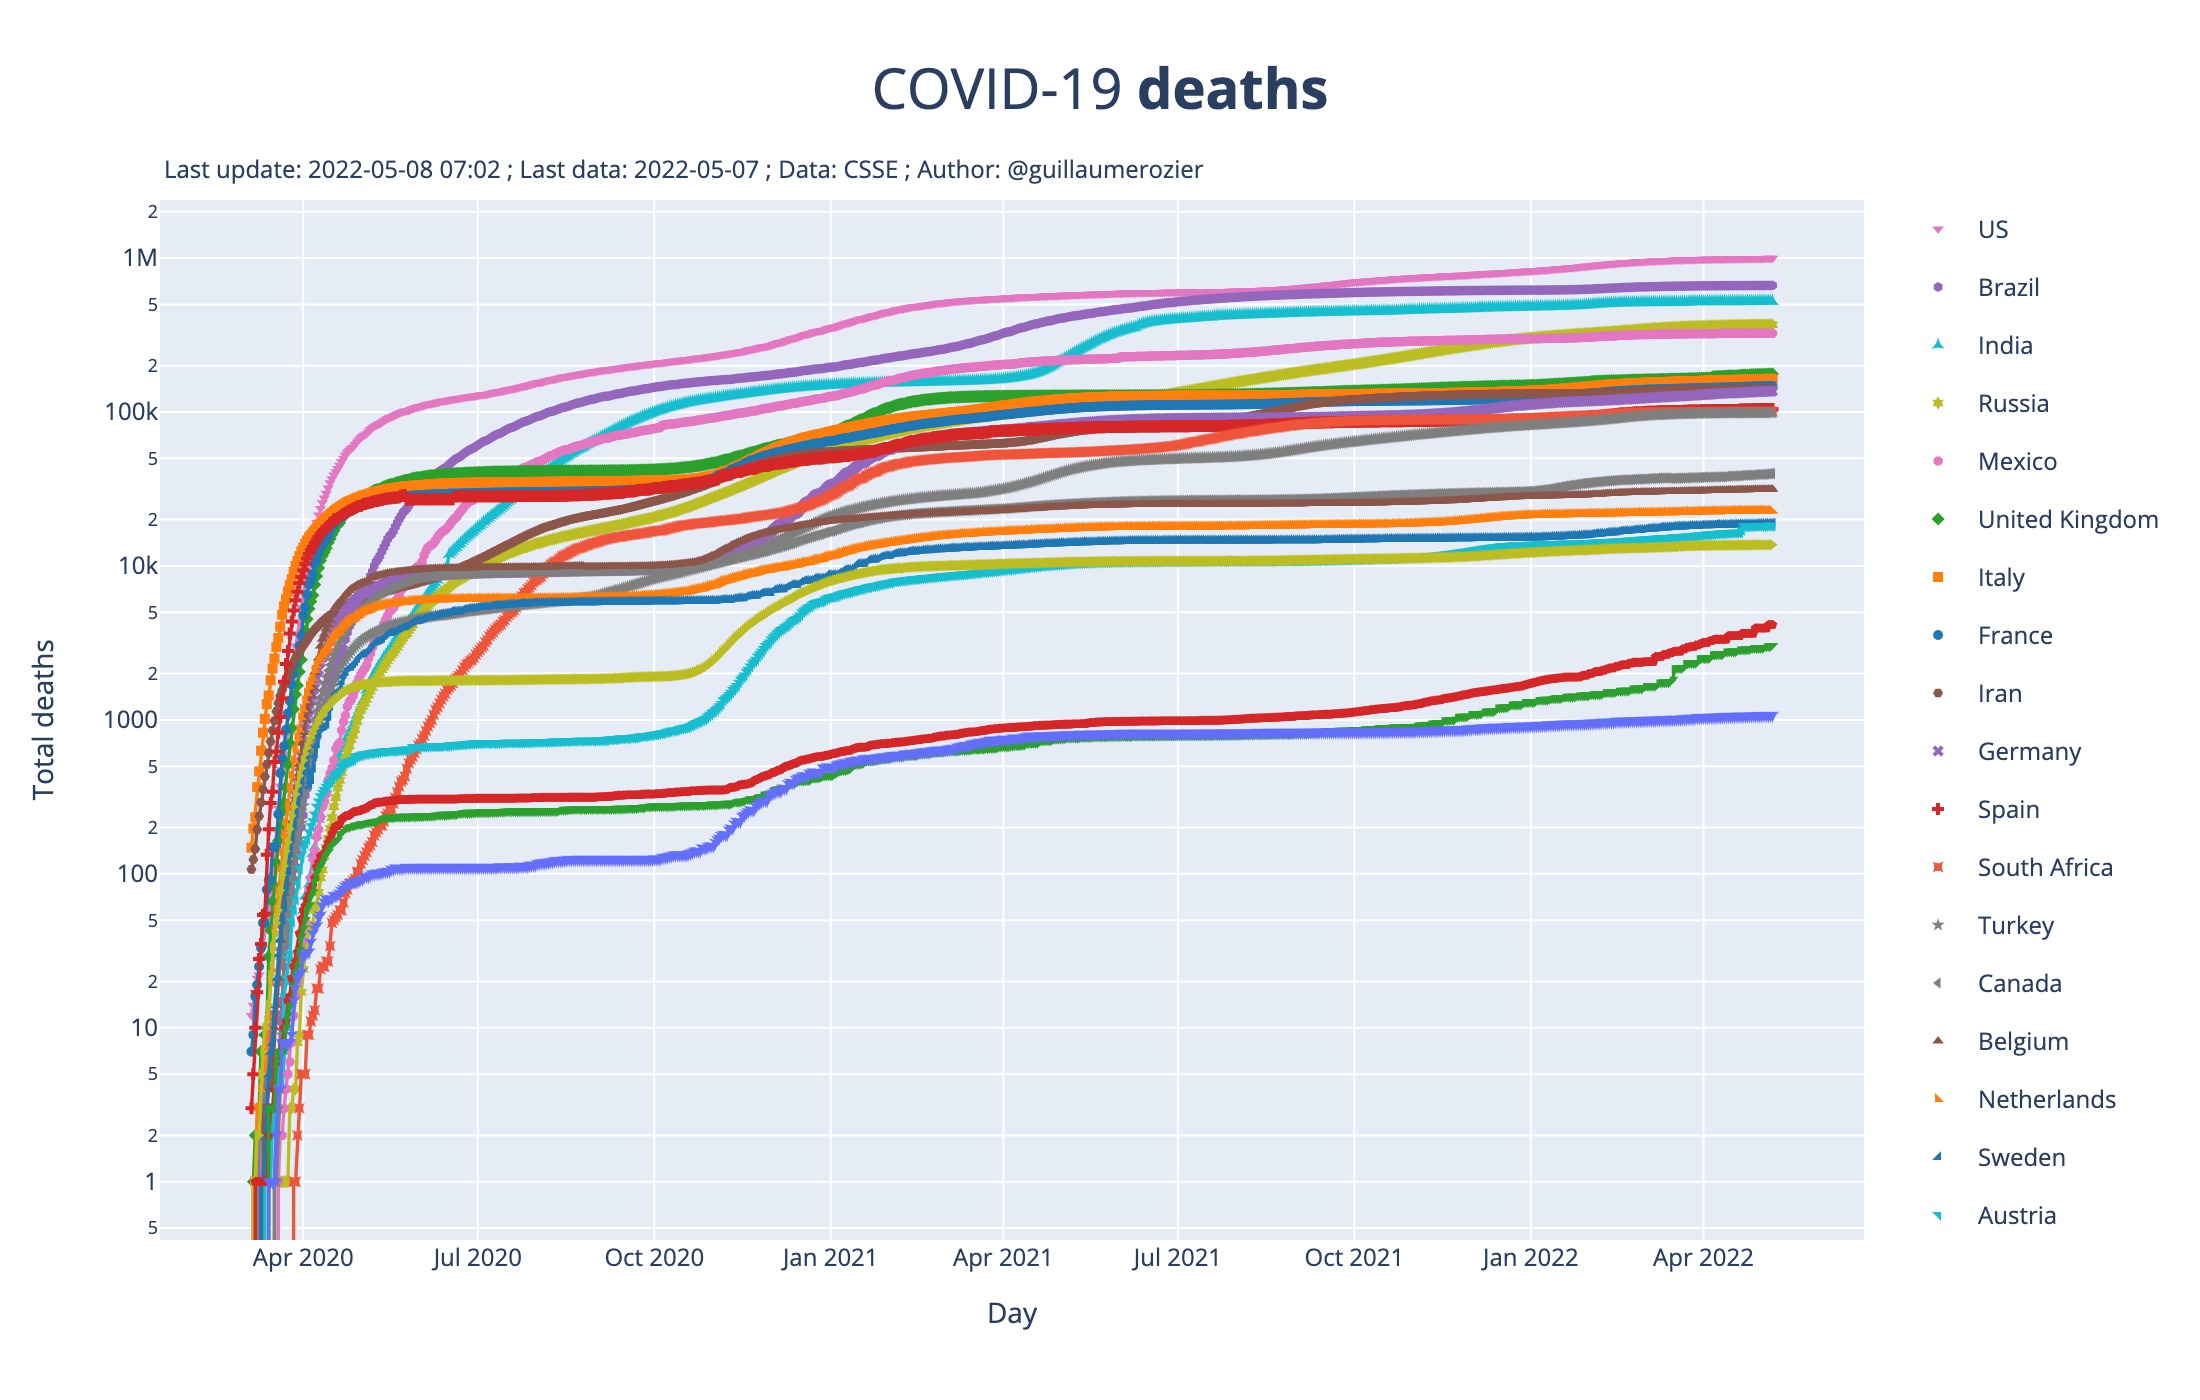 COVID-19 deaths
Last update: 2022-05-08 07:02 ; Last data: 2022-05-07 ; Data: CSSE ; Author: @guillaumerozier
2
1M
5
2
100k
5
2
10k
5
2
1000
5
2
100
5
2
10
5
2
1
5
Total deaths
Apr 2020
Jul 2020
Oct 2020
Jan 2021
Apr 2021
Jul 2021
Oct 2021
Jan 2022
Apr 2022
Day
US
Brazil
India
Russia
Mexico
United Kingdom
Italy
France
Iran
Germany
Spain
South Africa
Turkey
Canada
Belgium
Netherlands
Sweden
Austria